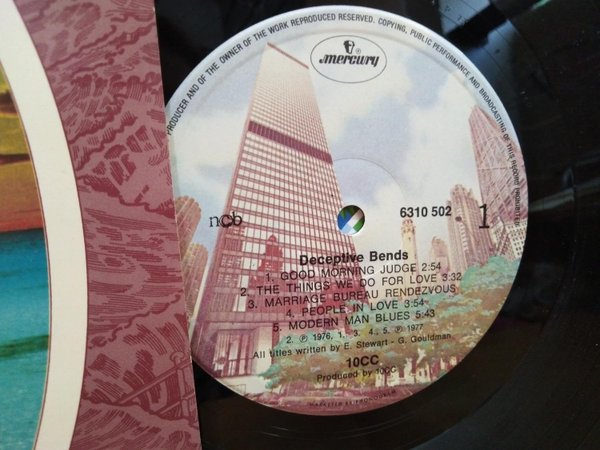 PRODUCER AND OF THE OWNER OF THE WORK REPRODUCED RESERVED. COPYING, PUBLIC PERFORMANCE AND BROADCASTING OF THIS RECORD PROHIBITED
mercury
ncb
6310 502
1
Deceptive Bends
1. GOOD MORNING JUDGE 2:54
2. THE THINGS WE DO FOR LOVE 3:32
3. MARRIAGE BUREAU RENDEZVOUS
4. PEOPLE IN LOVE 3:54
5. MODERN MAN BLUES 5:43
2. ℗ 1976, 1. 3. 4.. 5. ℗ 1977
All titles written by E. Stewart - G. Gouldman.
10CC
Produced by 10CC
MARKETED BY PHONOGRAM